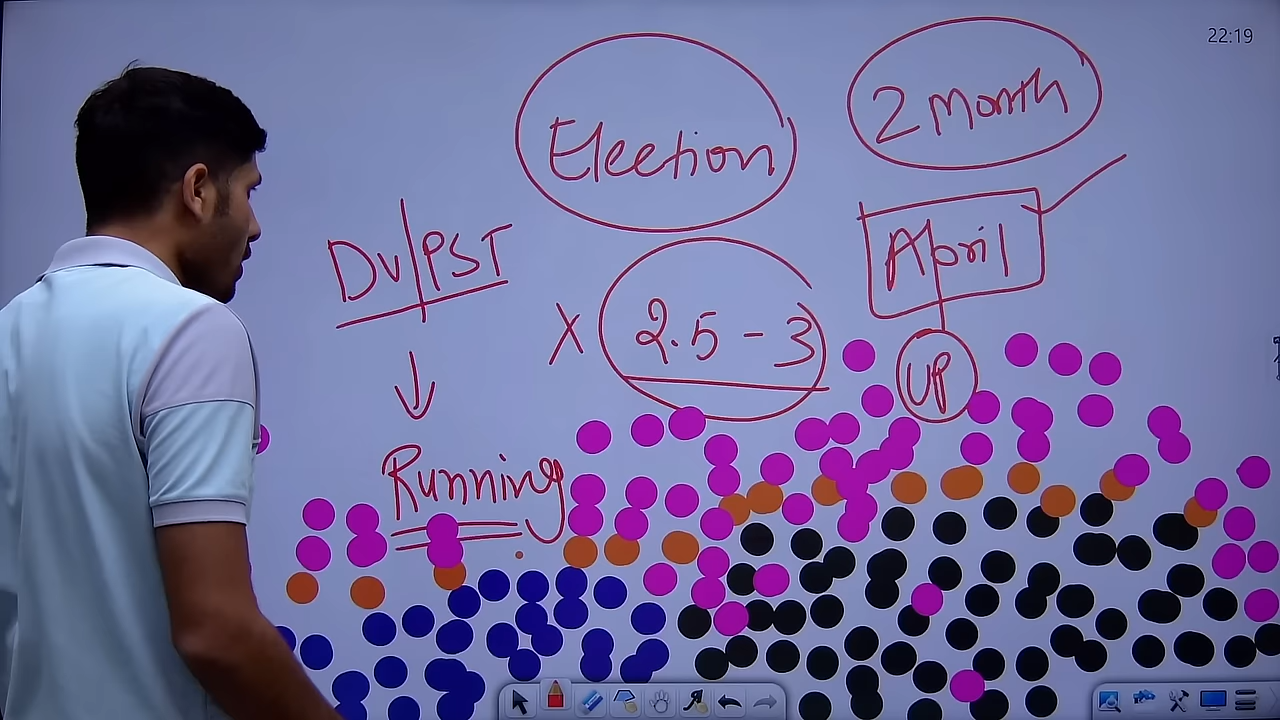 22:19
Election
2 Month
DV/PST
April
X 2.5 - 3
UP
Running